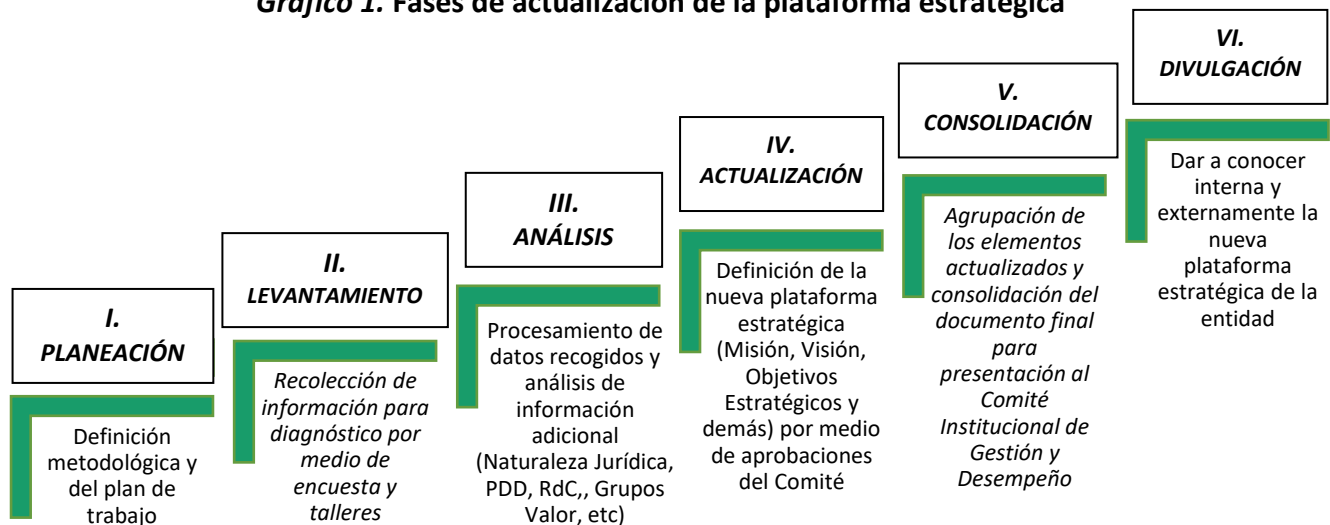 Gráfico 1. Fases de actualización de la plataforma estratégica
I.
PLANEACIÓN
Definición
metodológica y
del plan de
trabajo
II.
LEVANTAMIENTO
Recolección de
información para
diagnóstico por
medio de
encuesta y
talleres
III.
ANÁLISIS
Procesamiento de
datos recogidos y
análisis de
información
adicional
(Naturaleza Jurídica,
PDD, RdC,, Grupos
Valor, etc)
IV.
ACTUALIZACIÓN
Definición de la
nueva plataforma
estratégica
(Misión, Visión,
Objetivos
Estratégicos y
demás) por medio
de aprobaciones
del Comité
V.
CONSOLIDACIÓN
Agrupación de
los elementos
actualizados y
consolidación del
documento final
para
presentación al
Comité
Institucional de
Gestión y
Desempeño
VI.
DIVULGACIÓN
Dar a conocer
interna y
externamente la
nueva
plataforma
estratégica de la
entidad